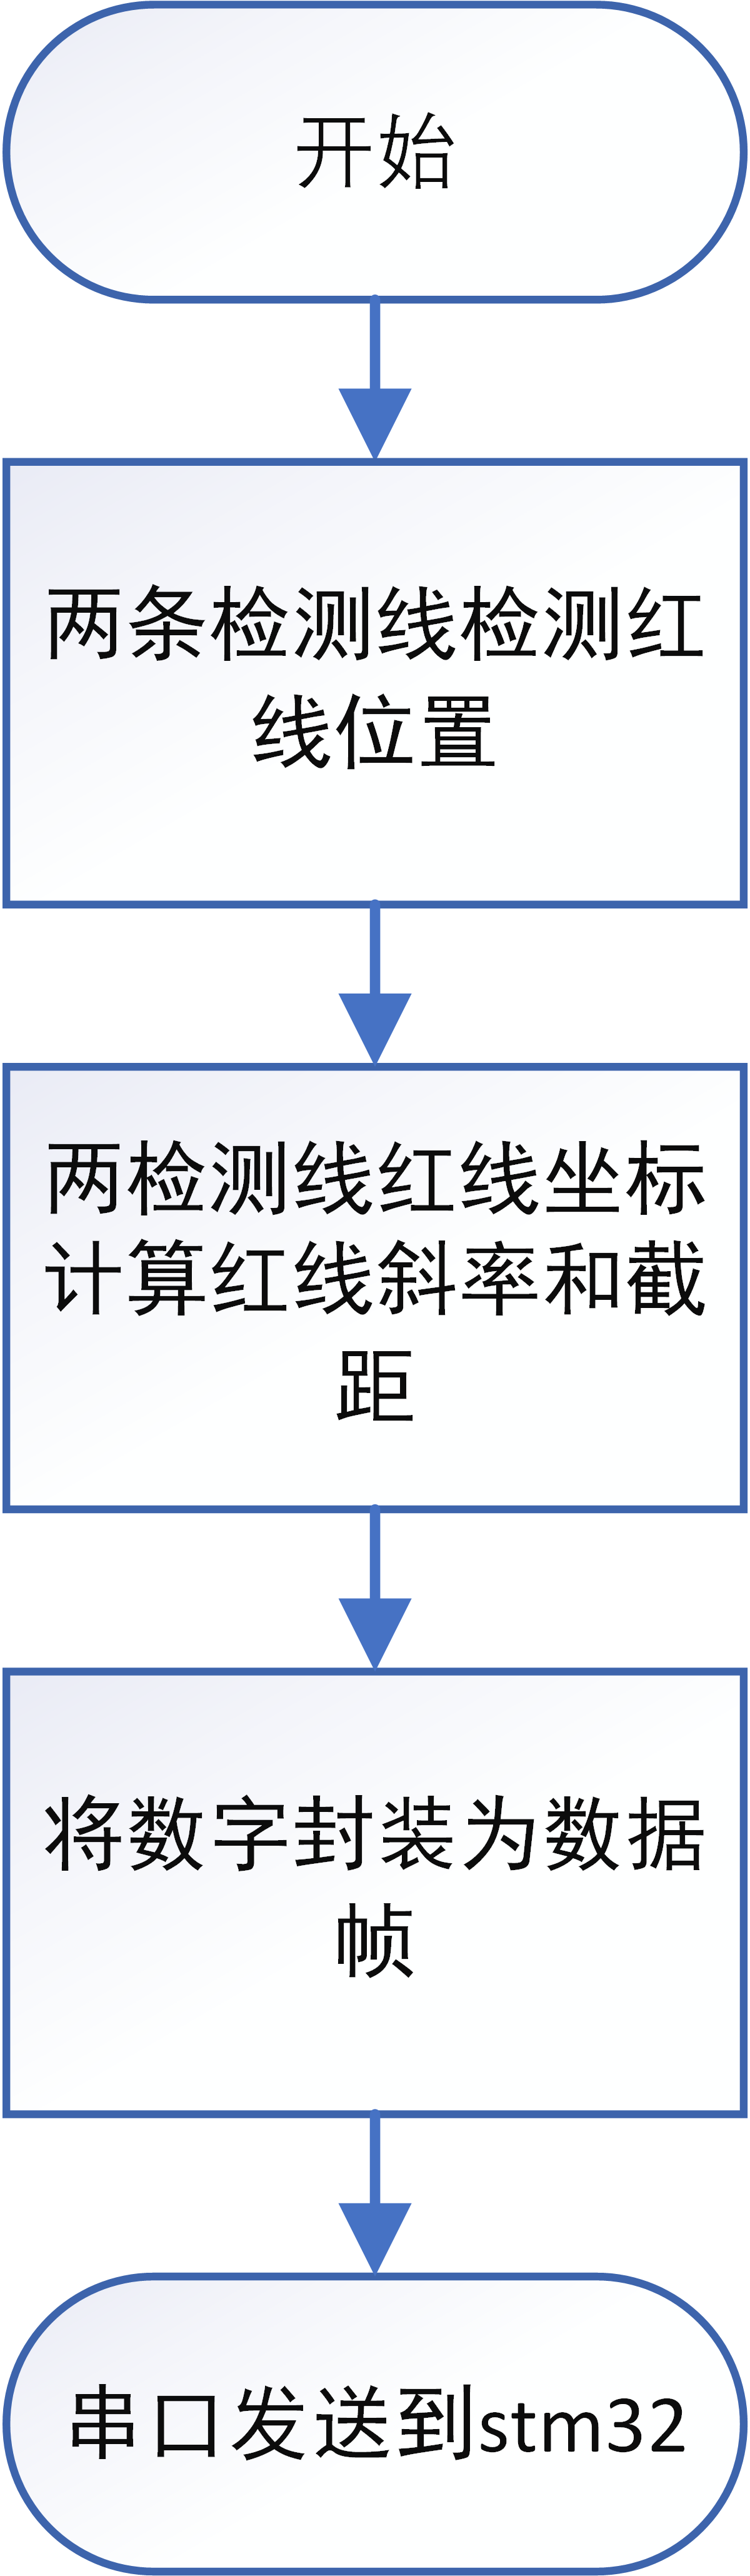 开始
两条检测线检测红
线位置
两检测线红线坐标
计算红线斜率和截
距
将数字封装为数据
帧
串口发送到stm32